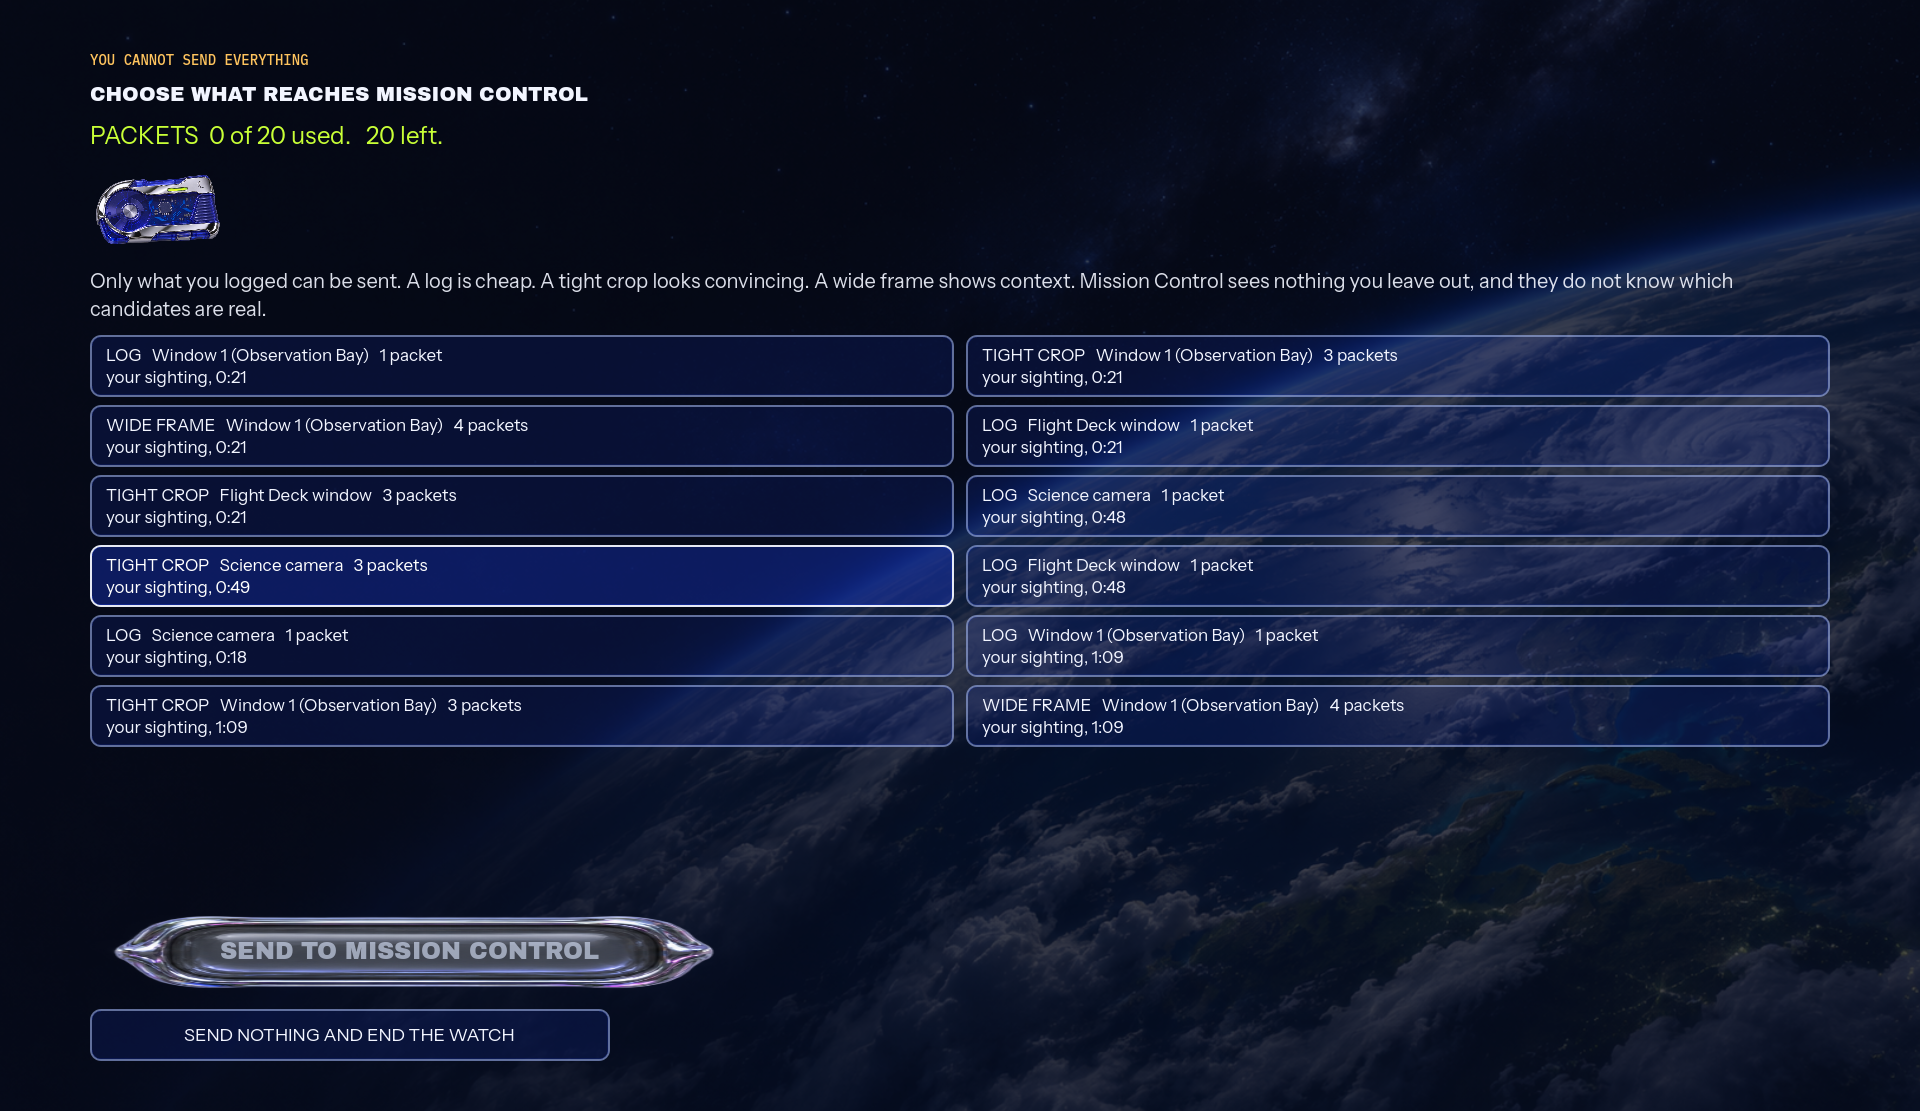 YOU CANNOT SEND EVERYTHING
CHOOSE WHAT REACHES MISSION CONTROL
PACKETS 0 of 20 used. 20 left.
Only what you logged can be sent. A log is cheap. A tight crop looks convincing. A wide frame shows context. Mission Control sees nothing you leave out, and they do not know which
candidates are real.
LOG Window 1 (Observation Bay) 1 packet
your sighting, 0:21
TIGHT CROP Window 1 (Observation Bay) 3 packets
your sighting, 0:21
WIDE FRAME Window 1 (Observation Bay) 4 packets
your sighting, 0:21
LOG Flight Deck window 1 packet
your sighting, 0:21
TIGHT CROP Flight Deck window 3 packets
your sighting, 0:21
LOG Science camera 1 packet
your sighting, 0:48
TIGHT CROP Science camera 3 packets
your sighting, 0:49
LOG Flight Deck window 1 packet
your sighting, 0:48
LOG Science camera 1 packet
your sighting, 0:18
LOG Window 1 (Observation Bay) 1 packet
your sighting, 1:09
TIGHT CROP Window 1 (Observation Bay) 3 packets
your sighting, 1:09
WIDE FRAME Window 1 (Observation Bay) 4 packets
your sighting, 1:09
SEND TO MISSION CONTROL
SEND NOTHING AND END THE WATCH